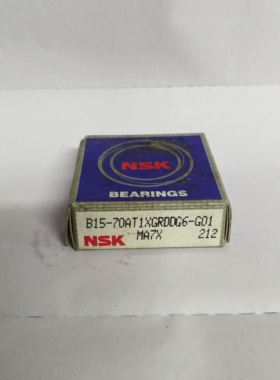 NSK
BEARINGS
B15-70AT1XGRDDG6-G01
NSK MA7X 212